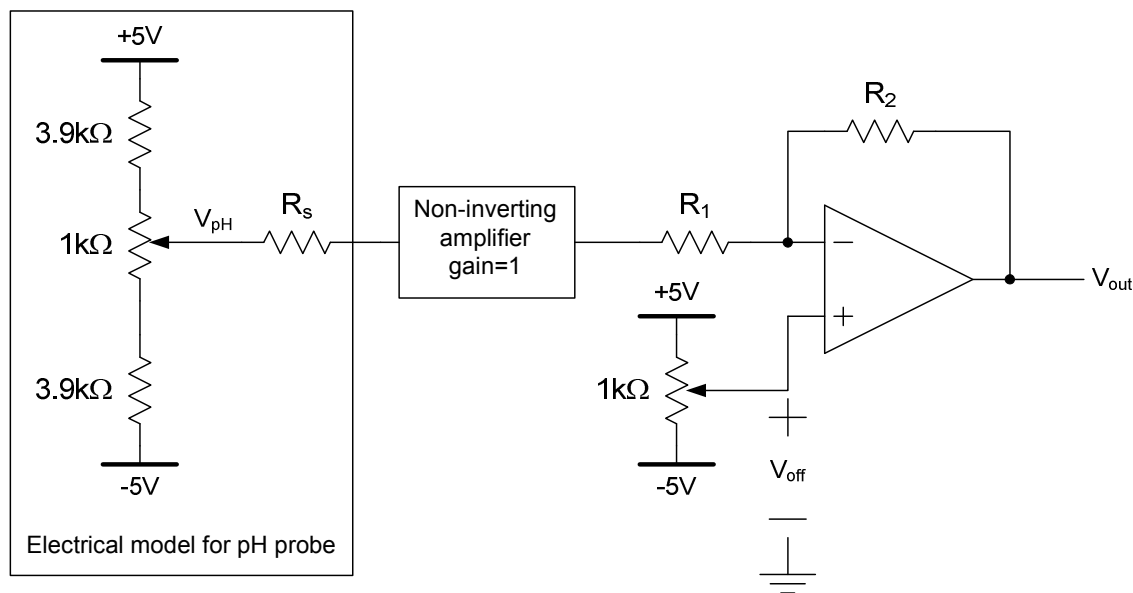 +5V
3.9kΩ
1kΩ
VpH
Rs
3.9kΩ
-5V
Electrical model for pH probe
Non-inverting
amplifier
gain=1
R1
R2
−
+
Vout
+5V
1kΩ
-5V
+
Voff
−